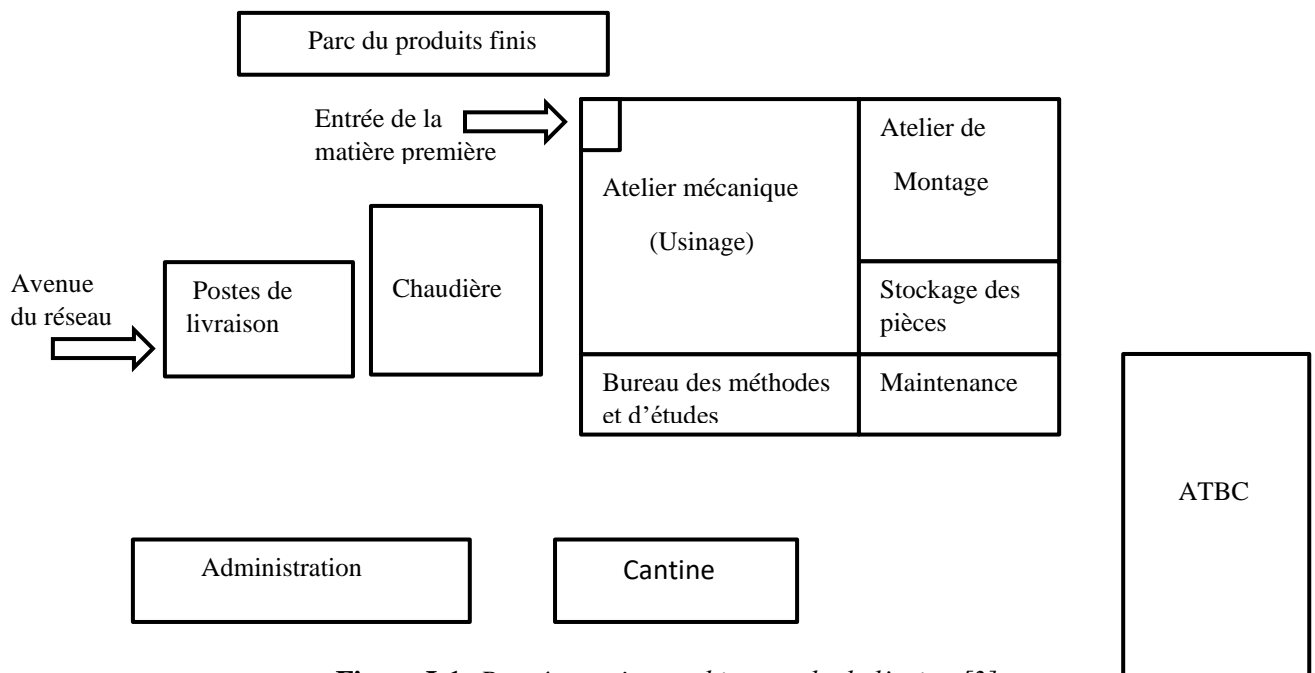 Parc du produits finis
Entrée de la
matière première
Atelier mécanique
(Usinage)
Atelier de
Montage
Stockage des
pièces
Avenue
du réseau
Postes de
livraison
Chaudière
Bureau des méthodes
et d’études
Maintenance
ATBC
Administration
Cantine